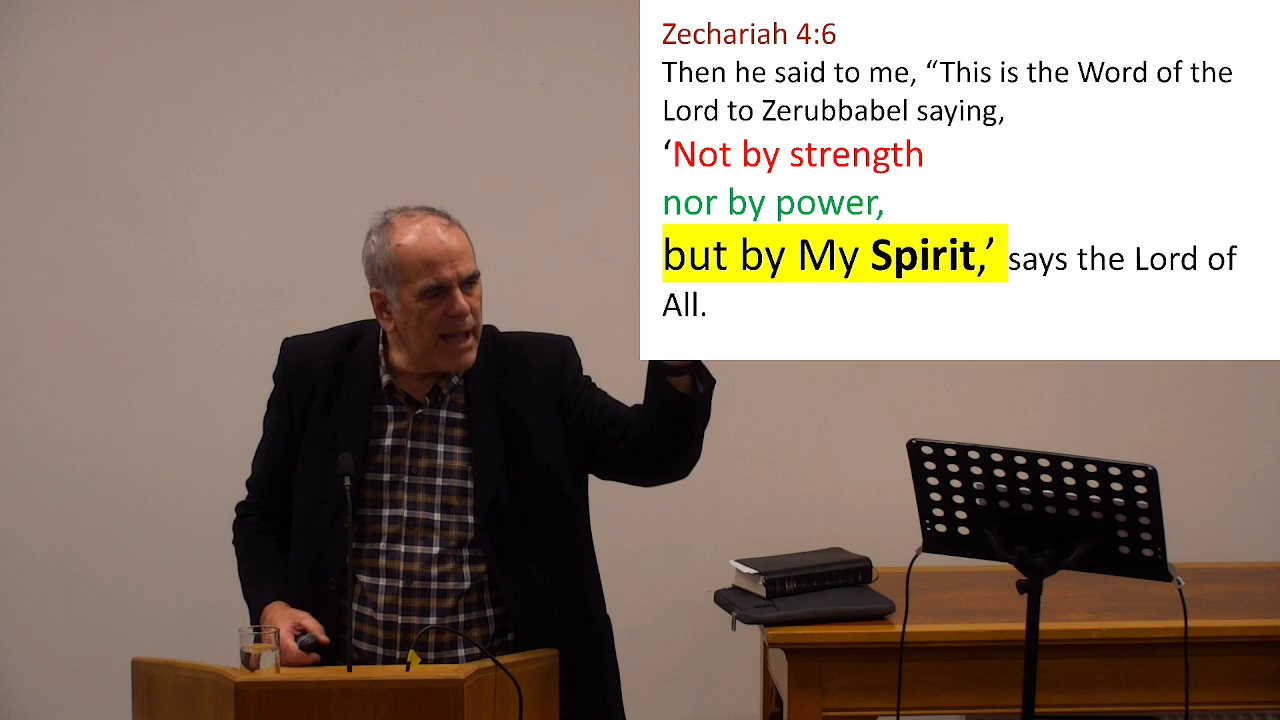 Zechariah 4:6
Then he said to me, “This is the Word of the
Lord to Zerubbabel saying,
‘Not by strength
nor by power,
but by My Spirit,’ says the Lord of
All.